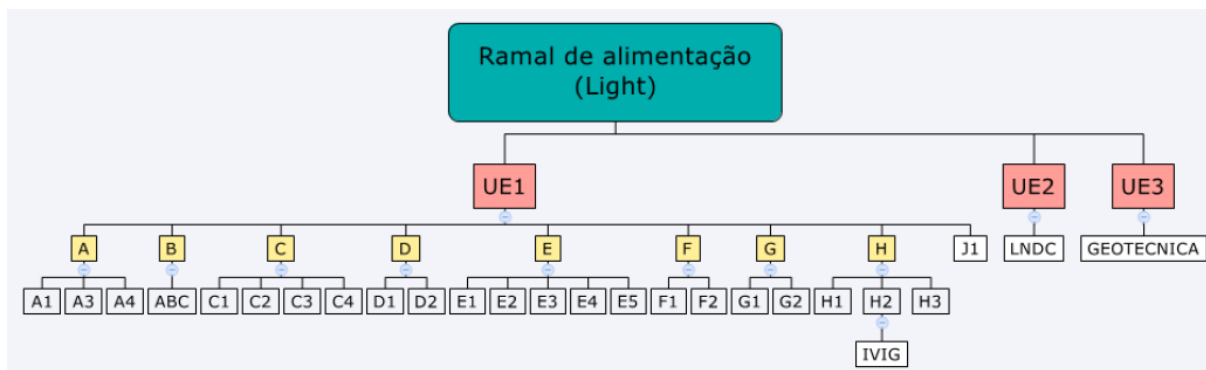 Ramal de alimentação
(Light)
UE1 UE2 UE3
A B C D E F G H J1 LNDC GEOTECNICA
A1 A3 A4 ABC C1 C2 C3 C4 D1 D2 E1 E2 E3 E4 E5 F1 F2 G1 G2 H1 H2 H3
IVIG